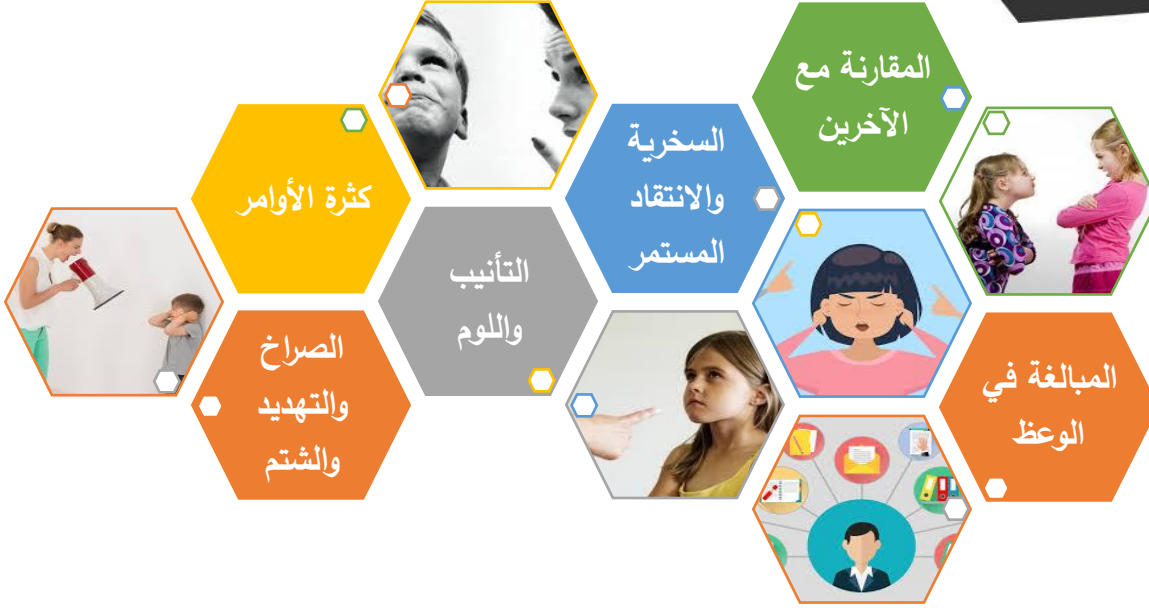 المقارنة مع
الآخرين
السخرية
والانتقاد
المستمر
كثرة الأوامر
التأنيب
واللوم
المبالغة في
الوعظ
الصراخ
والتهديد
والشتم